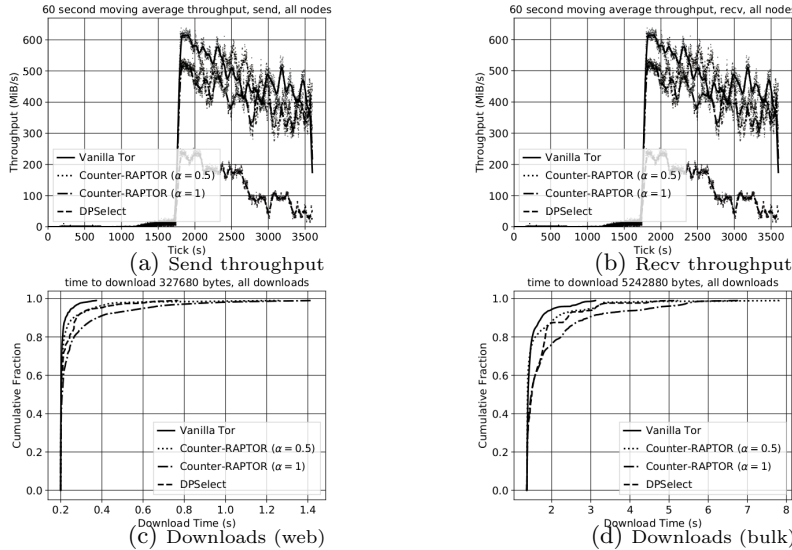 60 second moving average throughput, send, all nodes
Throughput (MiB/s)
600
500
400
300
200
100
0
Vanilla Tor
Counter-RAPTOR (α = 0.5)
Counter-RAPTOR (α = 1)
DPSelect
0 500 1000 1500 2000 2500 3000 3500
Tick (s)
(a) Send throughput
60 second moving average throughput, recv, all nodes
Throughput (MiB/s)
600
500
400
300
200
100
0
Vanilla Tor
Counter-RAPTOR (α = 0.5)
Counter-RAPTOR (α = 1)
DPSelect
0 500 1000 1500 2000 2500 3000 3500
Tick (s)
(b) Recv throughput
time to download 327680 bytes, all downloads
Cumulative Fraction
1.0
0.8
0.6
0.4
0.2
0.0
Vanilla Tor
Counter-RAPTOR (α = 0.5)
Counter-RAPTOR (α = 1)
DPSelect
0.2 0.4 0.6 0.8 1.0 1.2 1.4
Download Time (s)
(c) Downloads (web)
time to download 5242880 bytes, all downloads
Cumulative Fraction
1.0
0.8
0.6
0.4
0.2
0.0
Vanilla Tor
Counter-RAPTOR (α = 0.5)
Counter-RAPTOR (α = 1)
DPSelect
2 3 4 5 6 7 8
Download Time (s)
(d) Downloads (bulk)